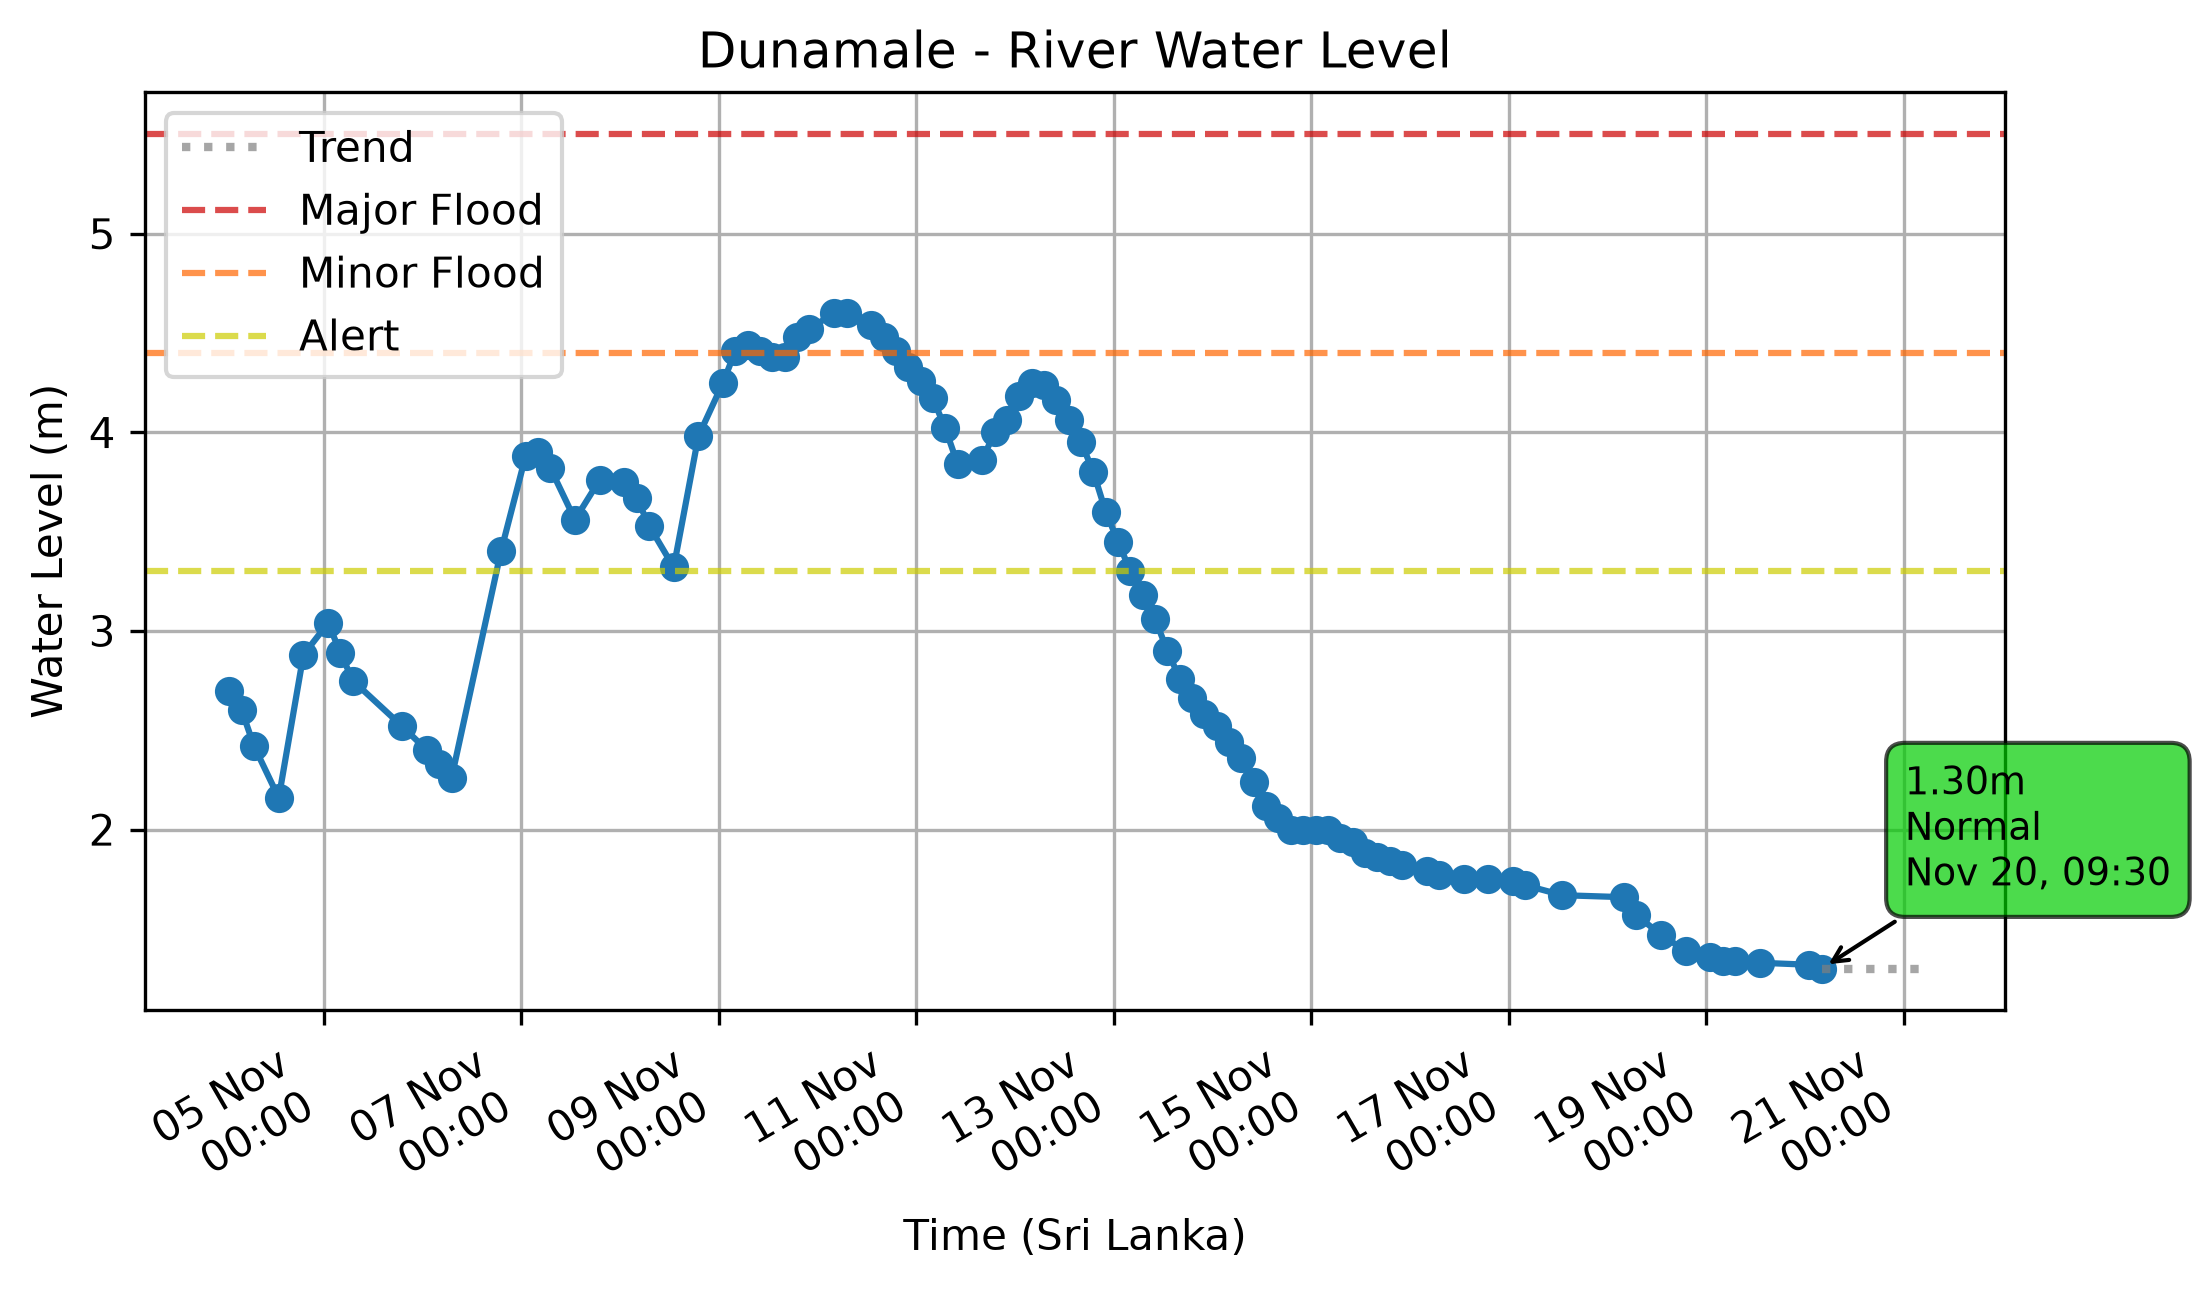 Dunamale - River Water Level
Trend
Major Flood
Minor Flood
Alert
5
4
3
2
Water Level (m)
1.30m
Normal
Nov 20, 09:30
05 Nov
00:00
07 Nov
00:00
09 Nov
00:00
11 Nov
00:00
13 Nov
00:00
15 Nov
00:00
17 Nov
00:00
19 Nov
00:00
21 Nov
00:00
Time (Sri Lanka)